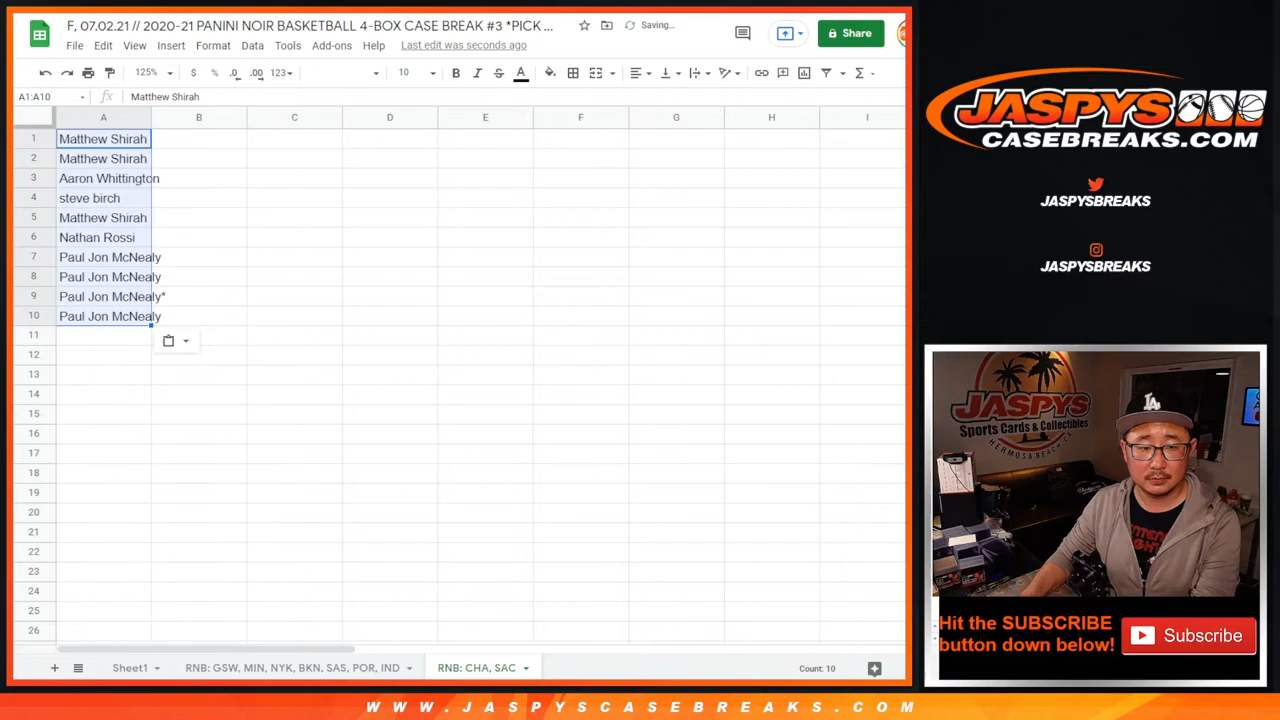 F, 07.02.21 // 2020-21 PANINI NOIR BASKETBALL 4-BOX CASE BREAK #3 *PICK ...
Saving...
File Edit View Insert Format Data Tools Add-ons Help Last edit was seconds ago
Share
125% $ % .0 .00 123 10 B I S A
A1:A10 fx Matthew Shirah
A B C D E F G H I
1 Matthew Shirah
2 Matthew Shirah
3 Aaron Whittington
4 steve birch
5 Matthew Shirah
6 Nathan Rossi
7 Paul Jon McNealy
8 Paul Jon McNealy
9 Paul Jon McNealy*
10 Paul Jon McNealy
11
12
13
14
15
16
17
18
19
20
21
22
23
24
25
26
Sheet1 RNB: GSW, MIN, NYK, BKN, SAS, POR, IND RNB: CHA, SAC Count: 10
JASPYS
CASEBREAKS.COM
JASPYSBREAKS
JASPYSBREAKS
JASPYS
Sports Cards & Collectibles
HERMOSA BEACH, CA
LA
Hit the SUBSCRIBE
button down below!
Subscribe
WWW.JASPYSCASEBREAKS.COM